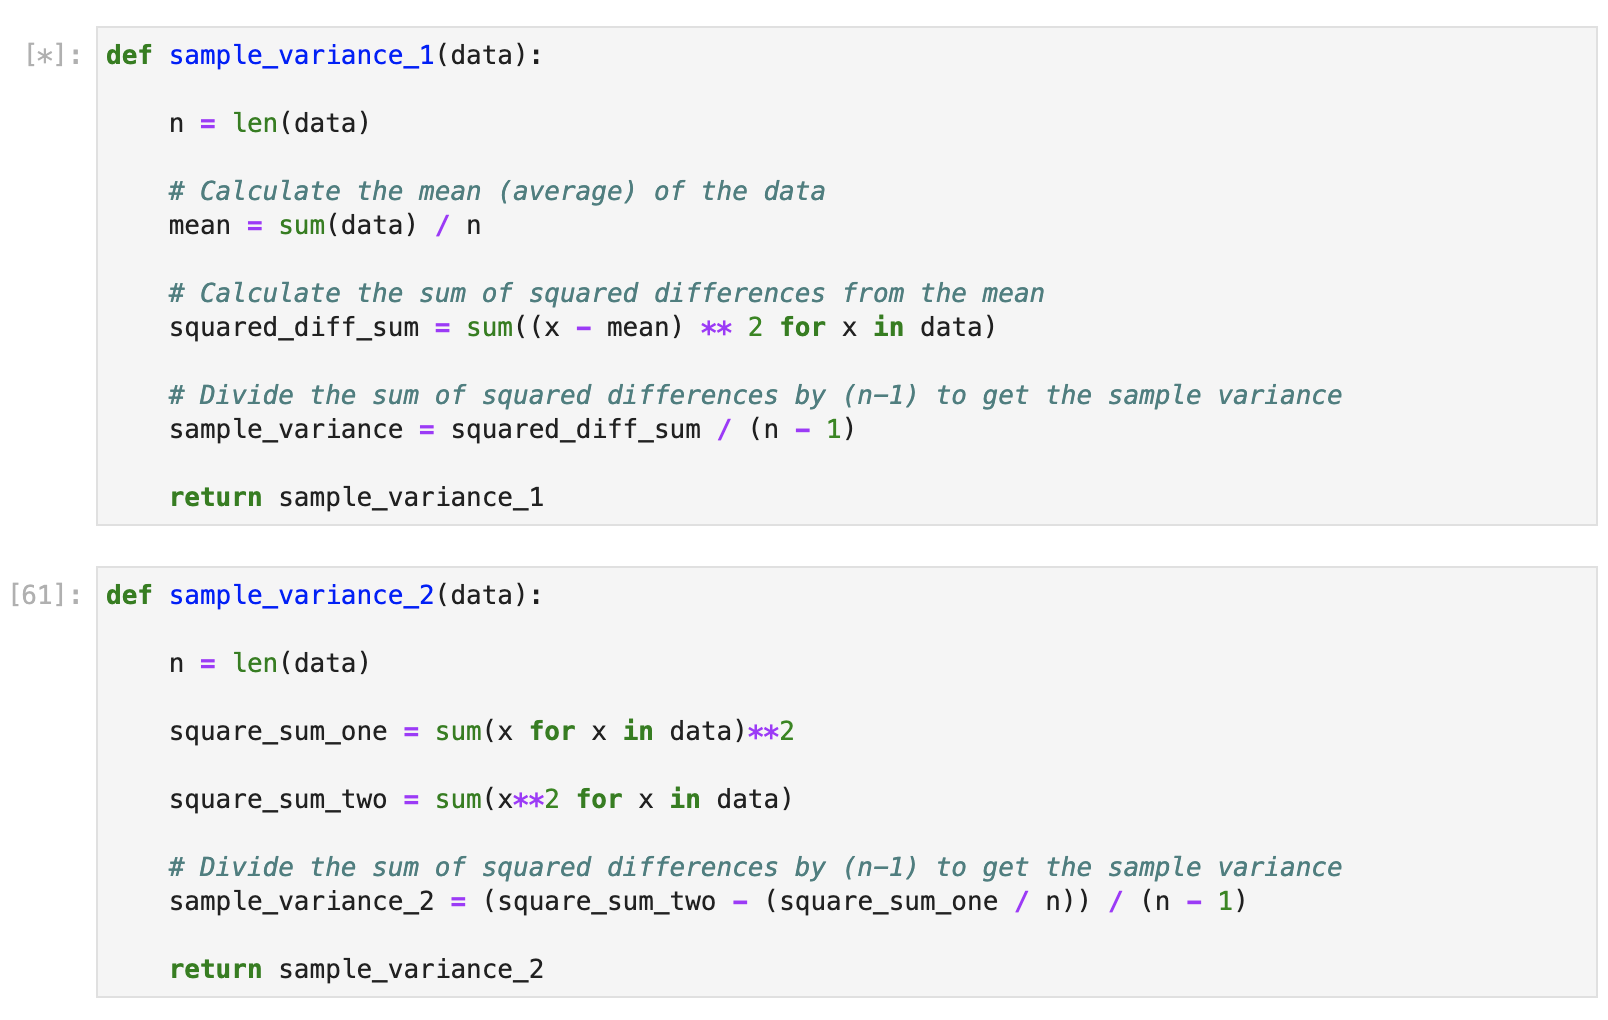 [*]: def sample_variance_1(data):
n = len(data)
# Calculate the mean (average) of the data
mean = sum(data) / n
# Calculate the sum of squared differences from the mean
squared_diff_sum = sum((x - mean) ** 2 for x in data)
# Divide the sum of squared differences by (n-1) to get the sample variance
sample_variance = squared_diff_sum / (n - 1)
return sample_variance_1
[61]: def sample_variance_2(data):
n = len(data)
square_sum_one = sum(x for x in data)**2
square_sum_two = sum(x**2 for x in data)
# Divide the sum of squared differences by (n-1) to get the sample variance
sample_variance_2 = (square_sum_two - (square_sum_one / n)) / (n - 1)
return sample_variance_2